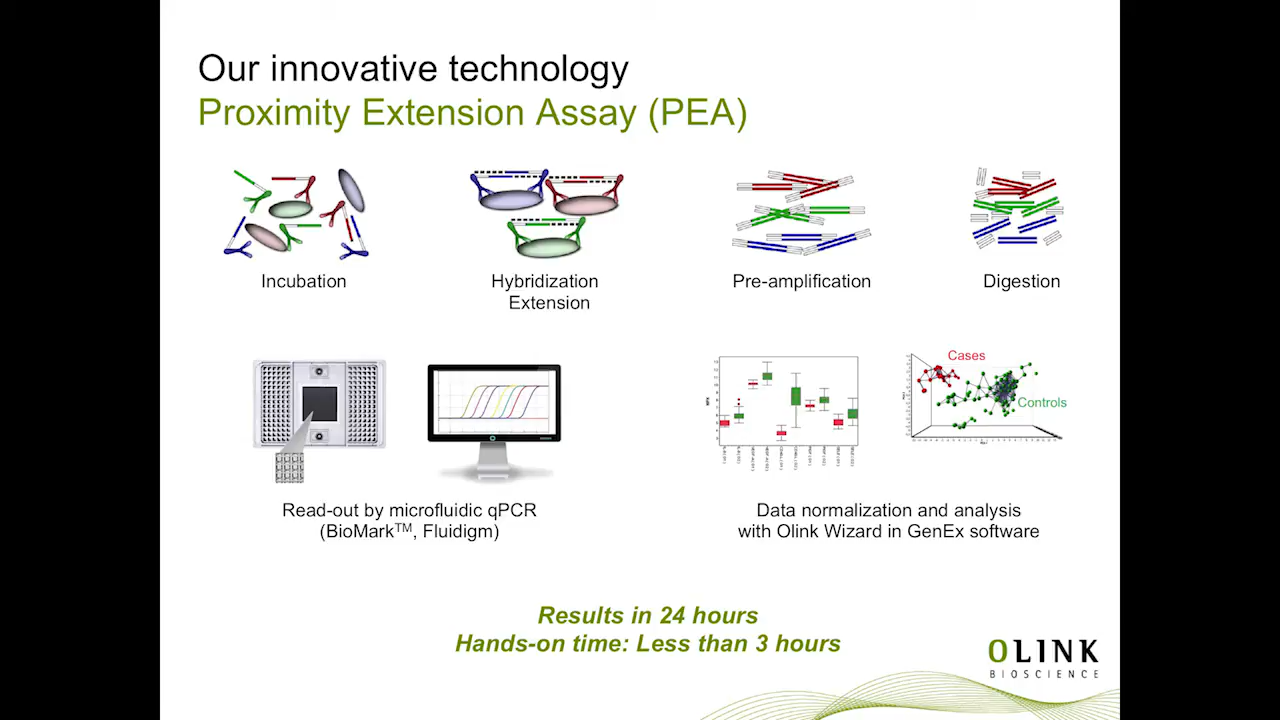 Our innovative technology
Proximity Extension Assay (PEA)
Incubation
Hybridization
Extension
Pre-amplification
Digestion
Cases
Controls
Read-out by microfluidic qPCR
(BioMark™, Fluidigm)
Data normalization and analysis
with Olink Wizard in GenEx software
Results in 24 hours
Hands-on time: Less than 3 hours
OLINK
BIOSCIENCE